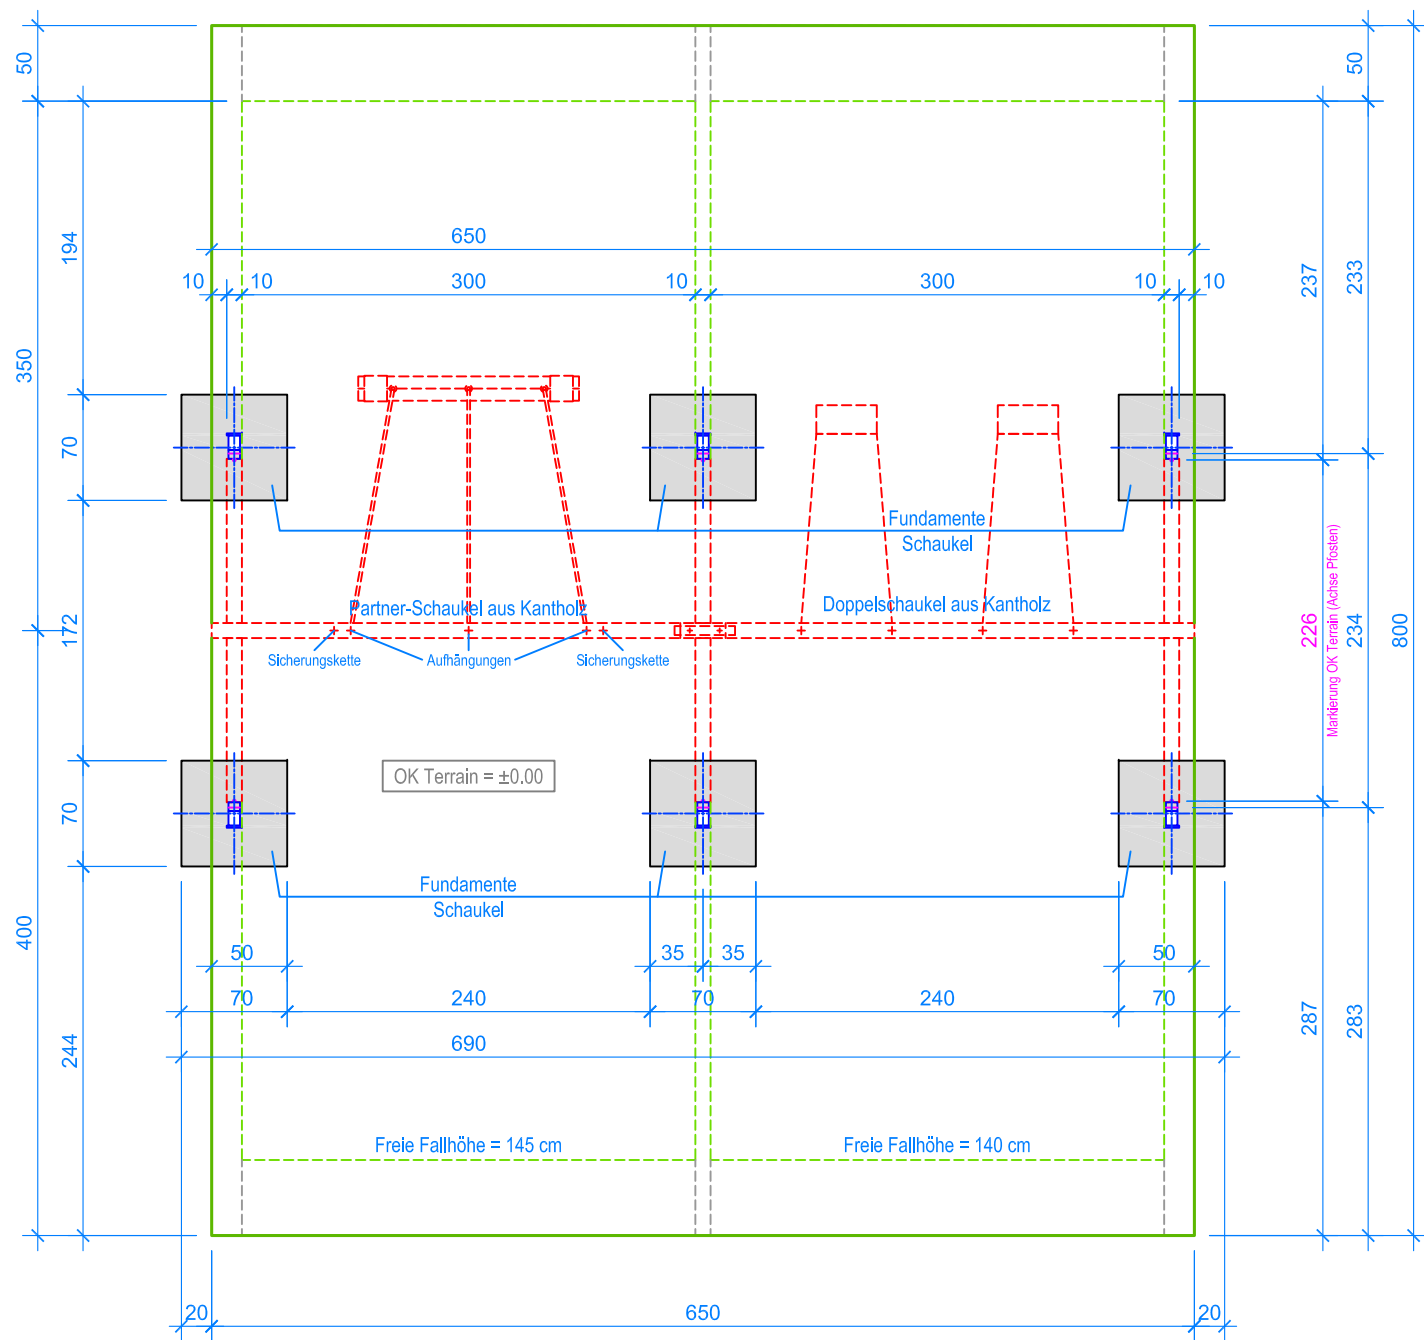 50
50
194
650
10
10
300
10
300
10
10
237
233
350
70
Fundamente
Schaukel
Partner-Schaukel aus Kantholz
Doppelschaukel aus Kantholz
172
226
Markierung OK Terrain (Achse Pfosten)
234
800
Sicherungskette
Aufhängungen
Sicherungskette
OK Terrain = ±0.00
70
Fundamente
Schaukel
400
50
35
35
50
70
240
70
240
70
287
283
244
690
Freie Fallhöhe = 145 cm
Freie Fallhöhe = 140 cm
20
650
20